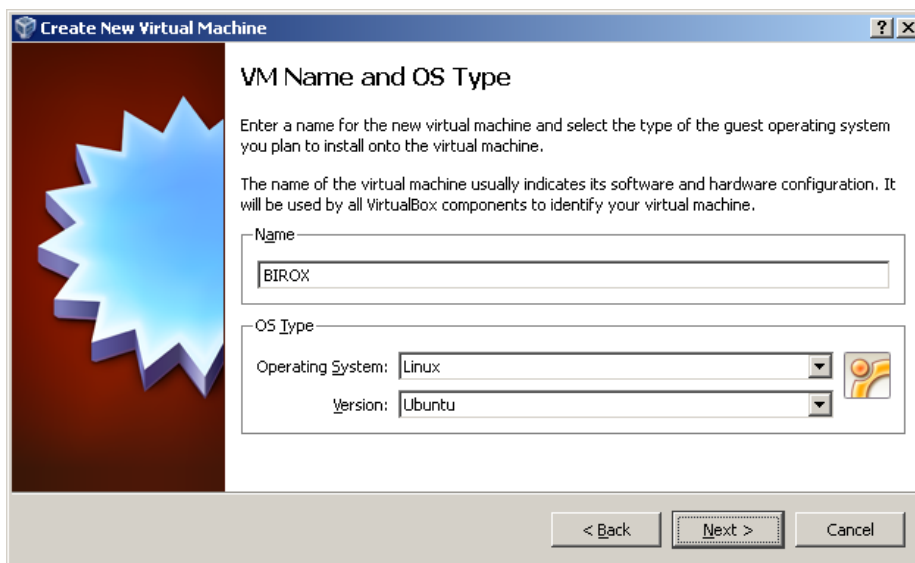 Create New Virtual Machine
VM Name and OS Type
Enter a name for the new virtual machine and select the type of the guest operating system
you plan to install onto the virtual machine.
The name of the virtual machine usually indicates its software and hardware configuration. It
will be used by all VirtualBox components to identify your virtual machine.
Name
BIROX
OS Type
Operating System: Linux
Version: Ubuntu
< Back Next > Cancel